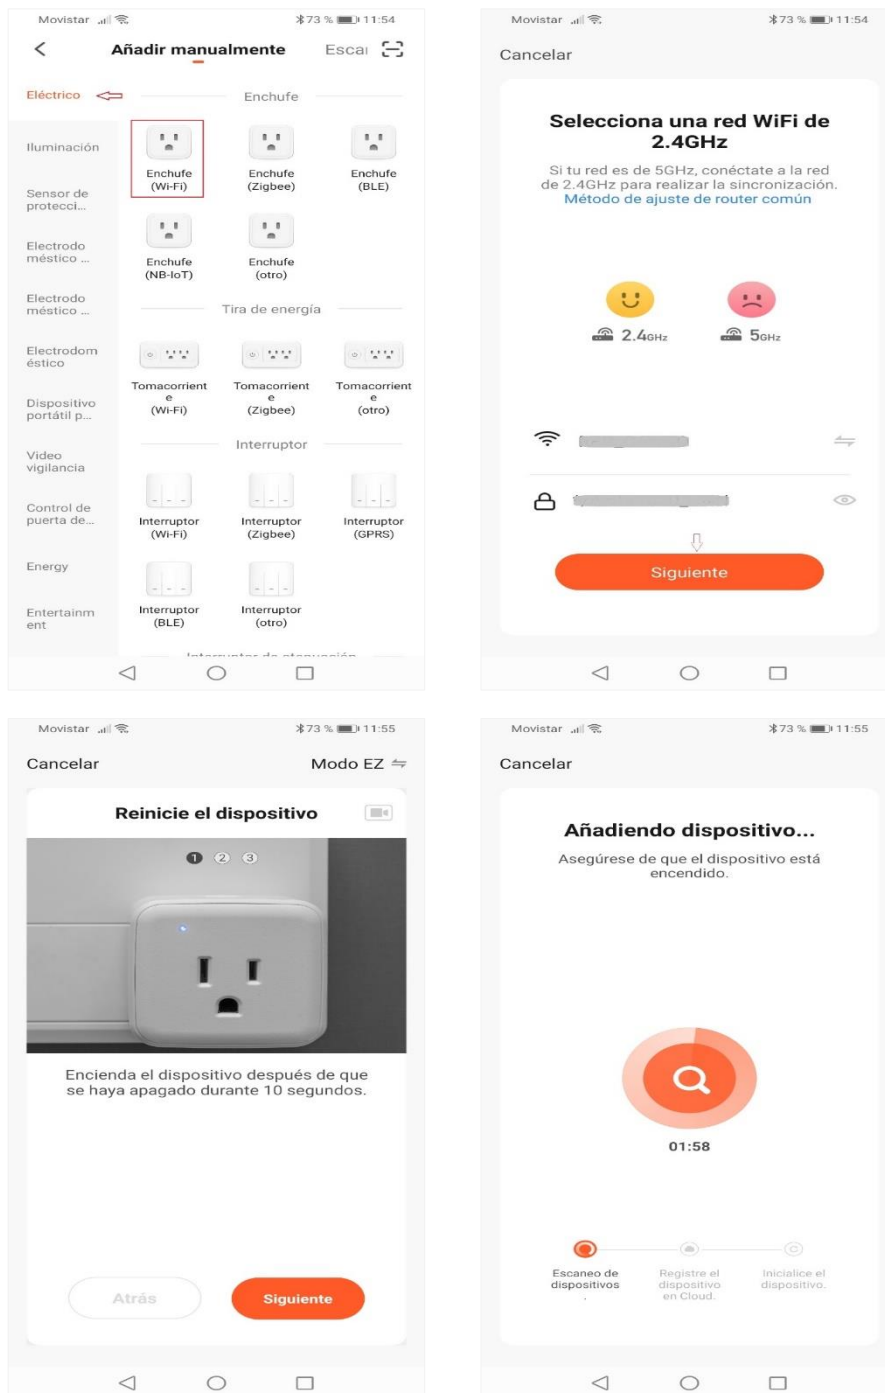 Movistar 73 % 11:54
Añadir manualmente Escar
Eléctrico
Iluminación
Sensor de
protecci...
Electrodo
méstico ...
Electrodo
méstico ...
Electrodom
éstico
Dispositivo
portátil p...
Video
vigilancia
Control de
puerta de...
Energy
Entertainm
ent
Enchufe
Enchufe
(Wi-Fi)
Enchufe
(Zigbee)
Enchufe
(BLE)
Enchufe
(NB-IoT)
Enchufe
(otro)
Tira de energía
Tomacorrient
e
(Wi-Fi)
Tomacorrient
e
(Zigbee)
Tomacorrient
e
(otro)
Interruptor
Interruptor
(Wi-Fi)
Interruptor
(Zigbee)
Interruptor
(GPRS)
Interruptor
(BLE)
Interruptor
(otro)
Interruptor de atenuación
Movistar 73 % 11:54
Cancelar
Selecciona una red WiFi de
2.4GHz
Si tu red es de 5GHz, conéctate a la red
de 2.4GHz para realizar la sincronización.
Método de ajuste de router común
2.4GHz 5GHz
Siguiente
Movistar 73 % 11:55
Cancelar Modo EZ
Reinicie el dispositivo
1 2 3
Encienda el dispositivo después de que
se haya apagado durante 10 segundos.
Atrás Siguiente
Movistar 73 % 11:55
Cancelar
Añadiendo dispositivo...
Asegúrese de que el dispositivo está
encendido.
01:58
Escaneo de
dispositivos
.
Registre el
dispositivo
en Cloud.
Inicialice el
dispositivo.